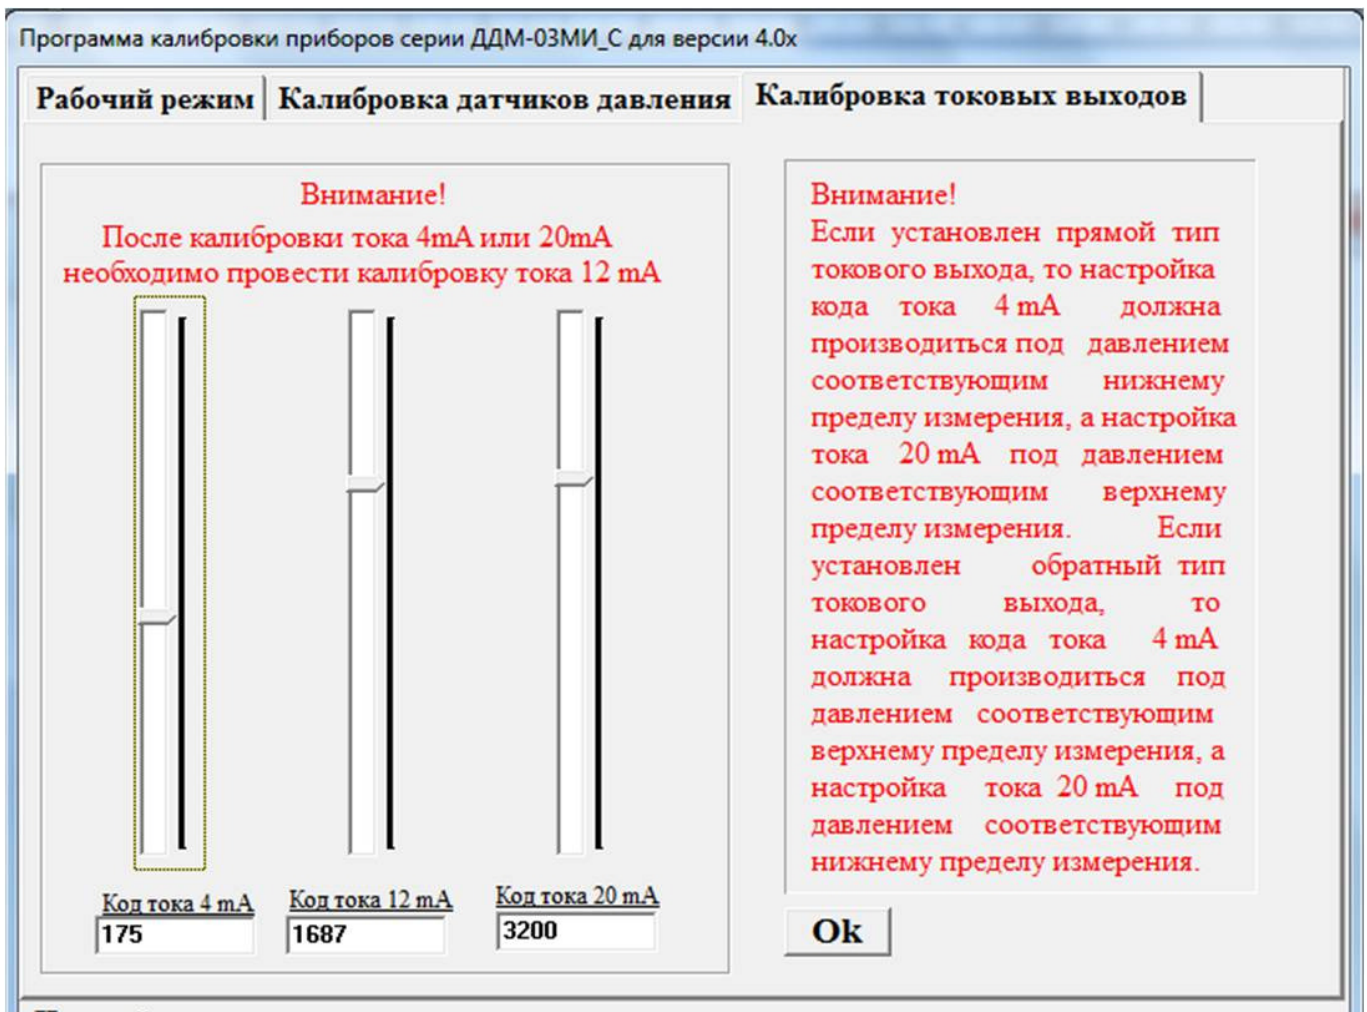 Программа калибровки приборов серии ДДМ-03МИ_С для версии 4.0x
Рабочий режим
Калибровка датчиков давления
Калибровка токовых выходов
Внимание!
После калибровки тока 4mA или 20mA
необходимо провести калибровку тока 12 mA
Код тока 4 mA
175
Код тока 12 mA
1687
Код тока 20 mA
3200
Внимание!
Если установлен прямой тип
токового выхода, то настройка
кода тока 4 mA должна
производиться под давлением
соответствующим нижнему
пределу измерения, а настройка
тока 20 mA под давлением
соответствующим верхнему
пределу измерения. Если
установлен обратный тип
токового выхода, то
настройка кода тока 4 mA
должна производиться под
давлением соответствующим
верхнему пределу измерения, а
настройка тока 20 mA под
давлением соответствующим
нижнему пределу измерения.
Ok